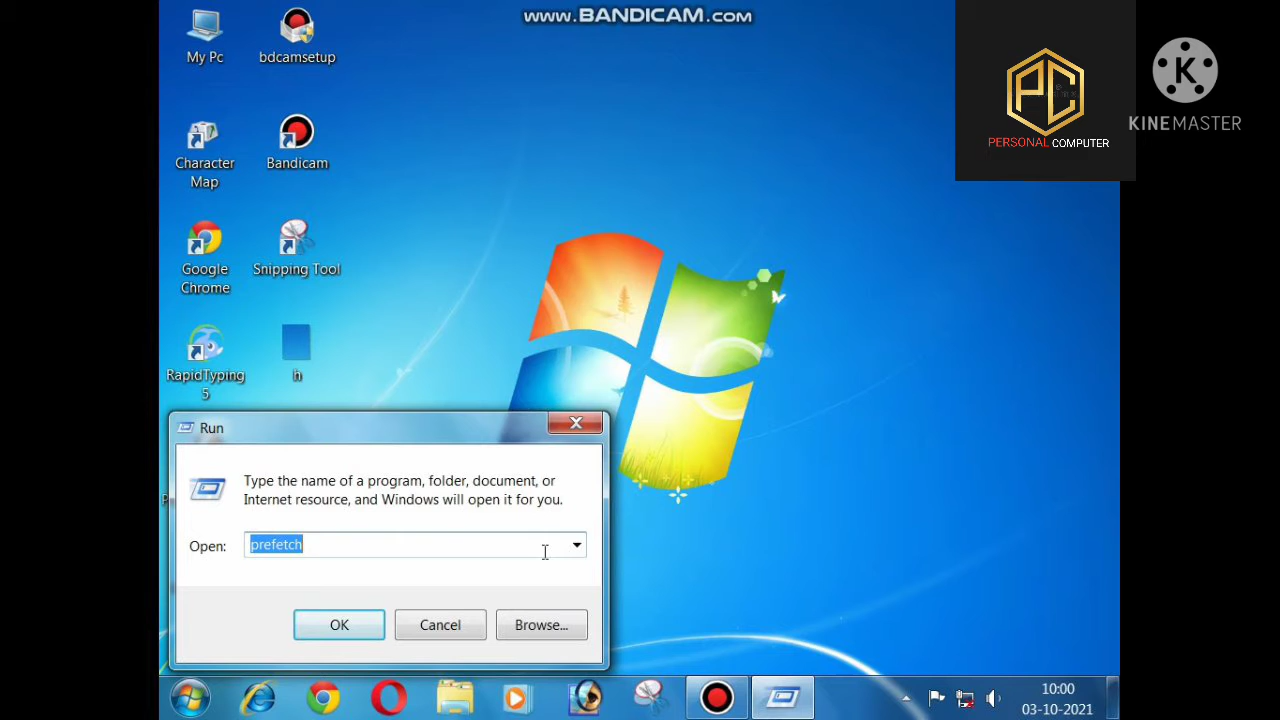 www.BANDICAM.com
My Pc
bdcamsetup
PC
PERSONAL COMPUTER
K
KINEMASTER
Character
Map
Bandicam
Google
Chrome
Snipping Tool
RapidTyping
5
h
Run
Type the name of a program, folder, document, or
Internet resource, and Windows will open it for you.
Open:
prefetch
OK
Cancel
Browse...
10:00
03-10-2021